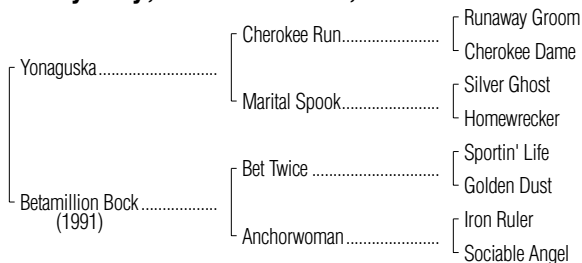 Runaway Groom
Cherokee Run
Cherokee Dame
Yonaguska
Silver Ghost
Marital Spook
Homewrecker
Sportin' Life
Bet Twice
Golden Dust
Betamillion Bock
(1991)
Iron Ruler
Anchorwoman
Sociable Angel